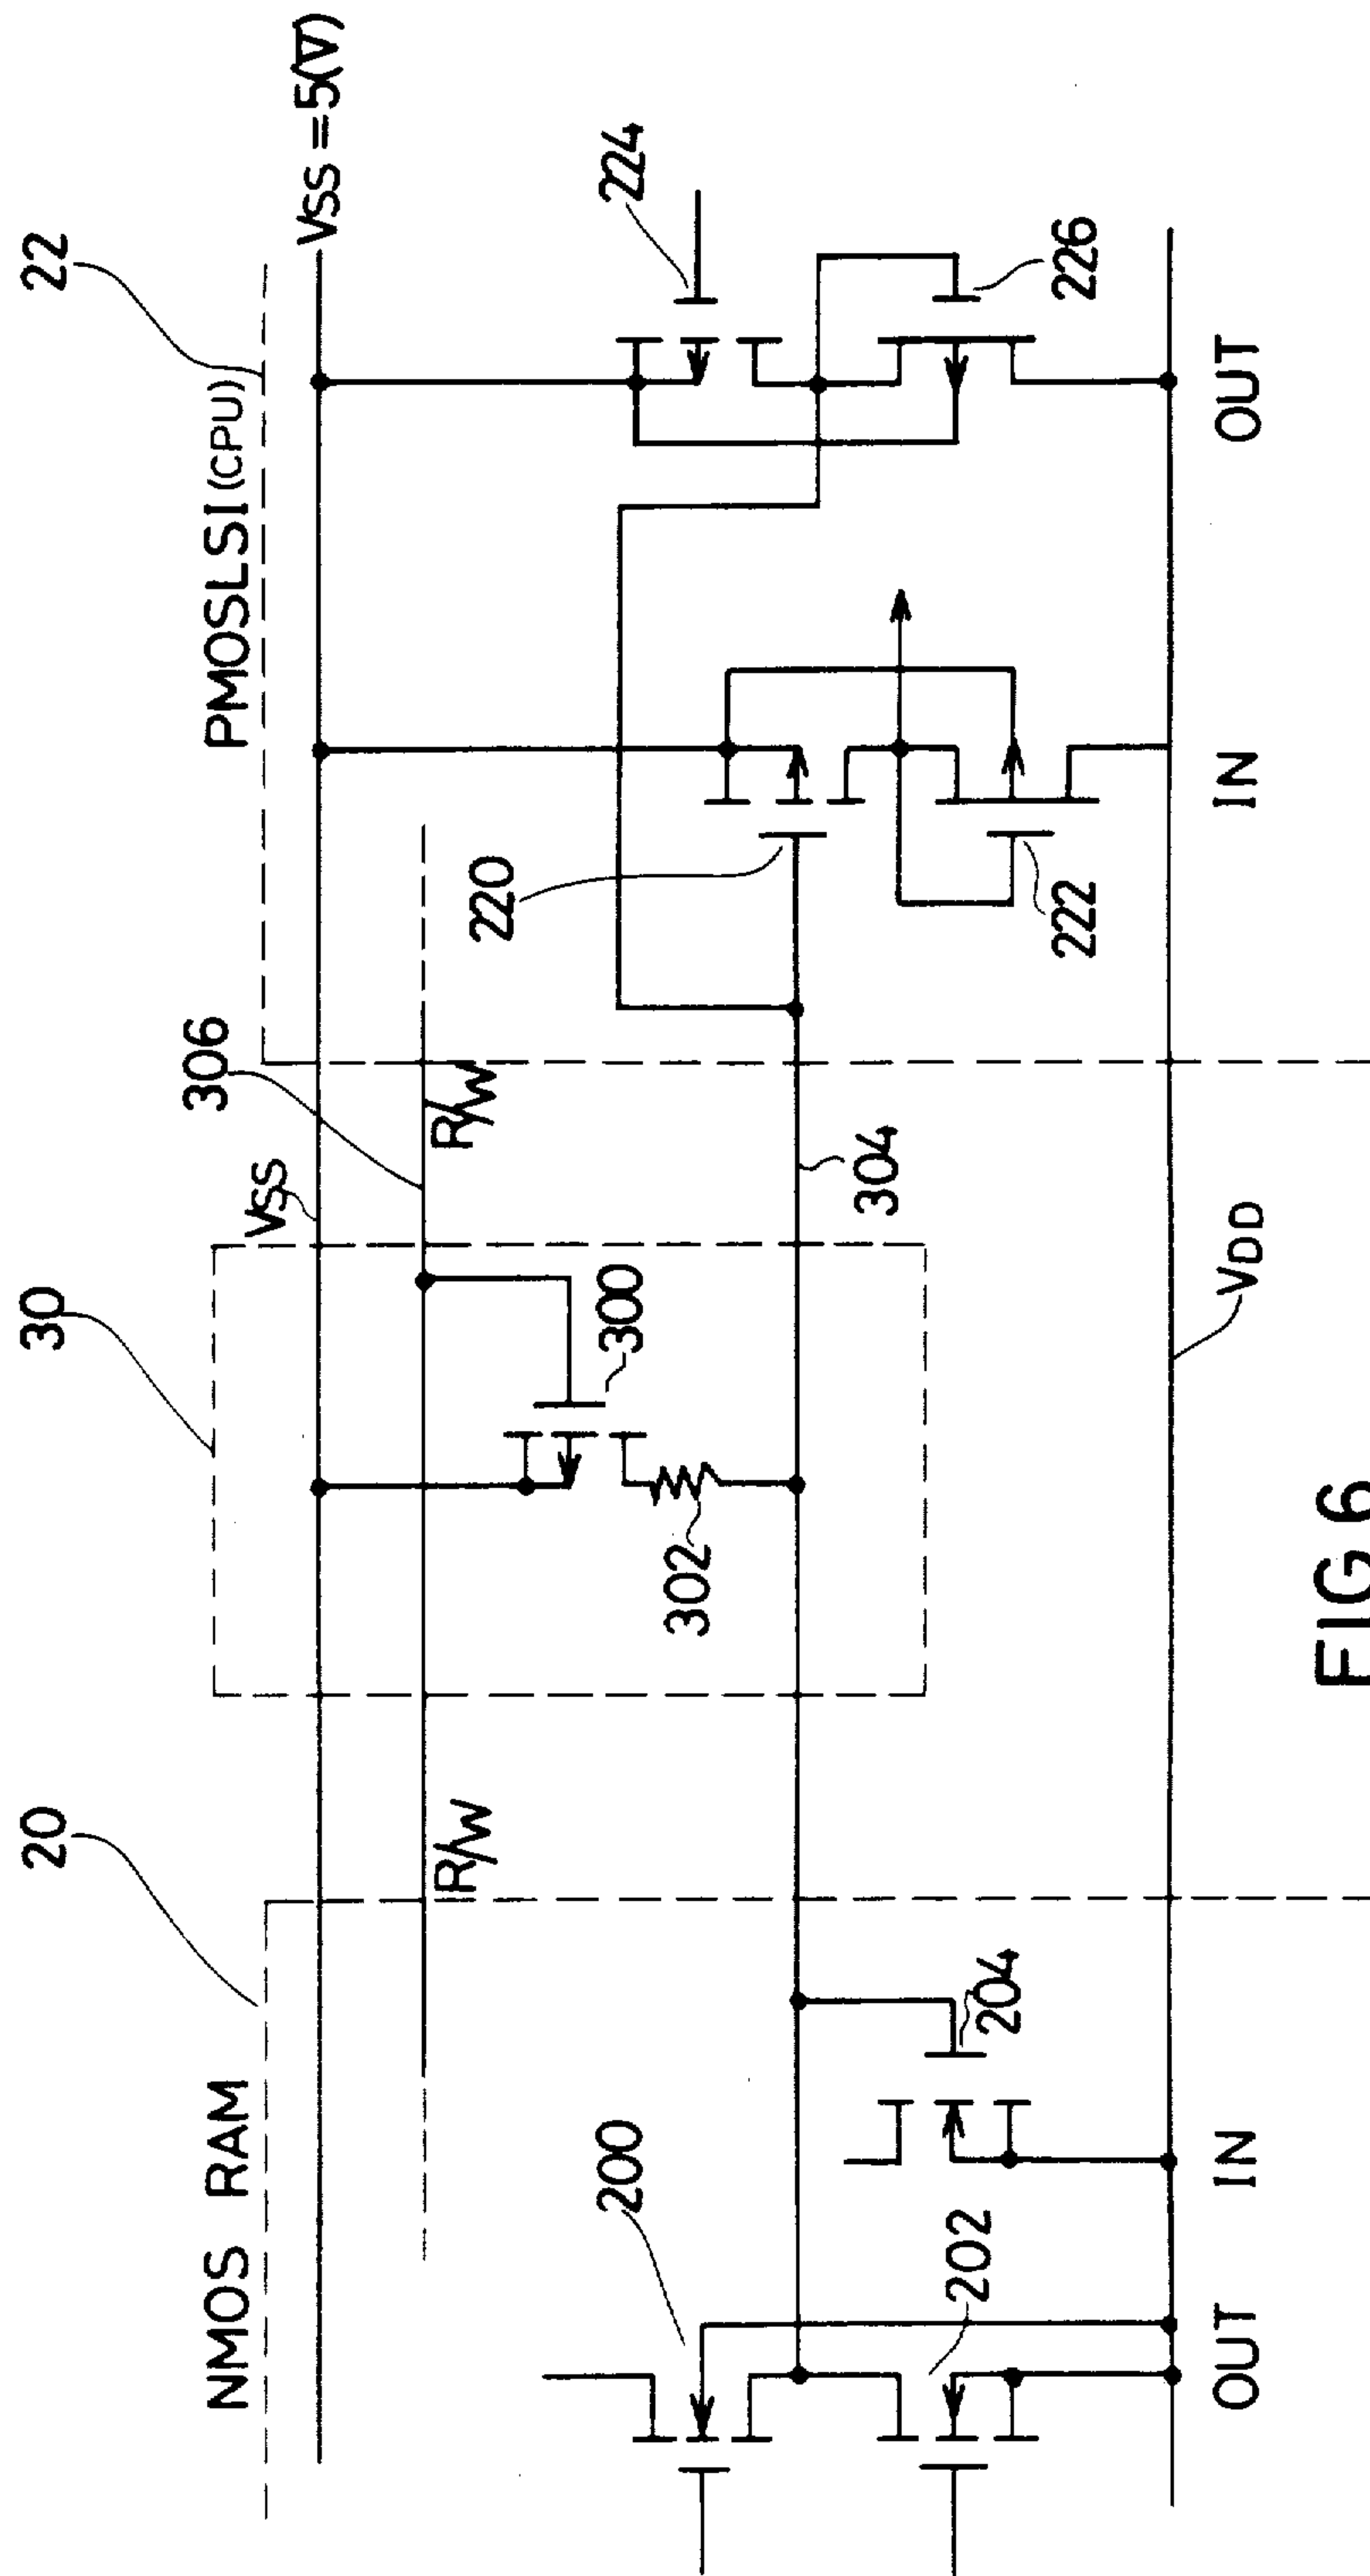 20
30
22
NMOS RAM
PMOSLSI (CPU)
306
VSS
VSS = 5(V)
R/W
R/W
200
300
220
224
302
202
204
304
222
226
OUT
IN
VDD
IN
OUT
FIG 6